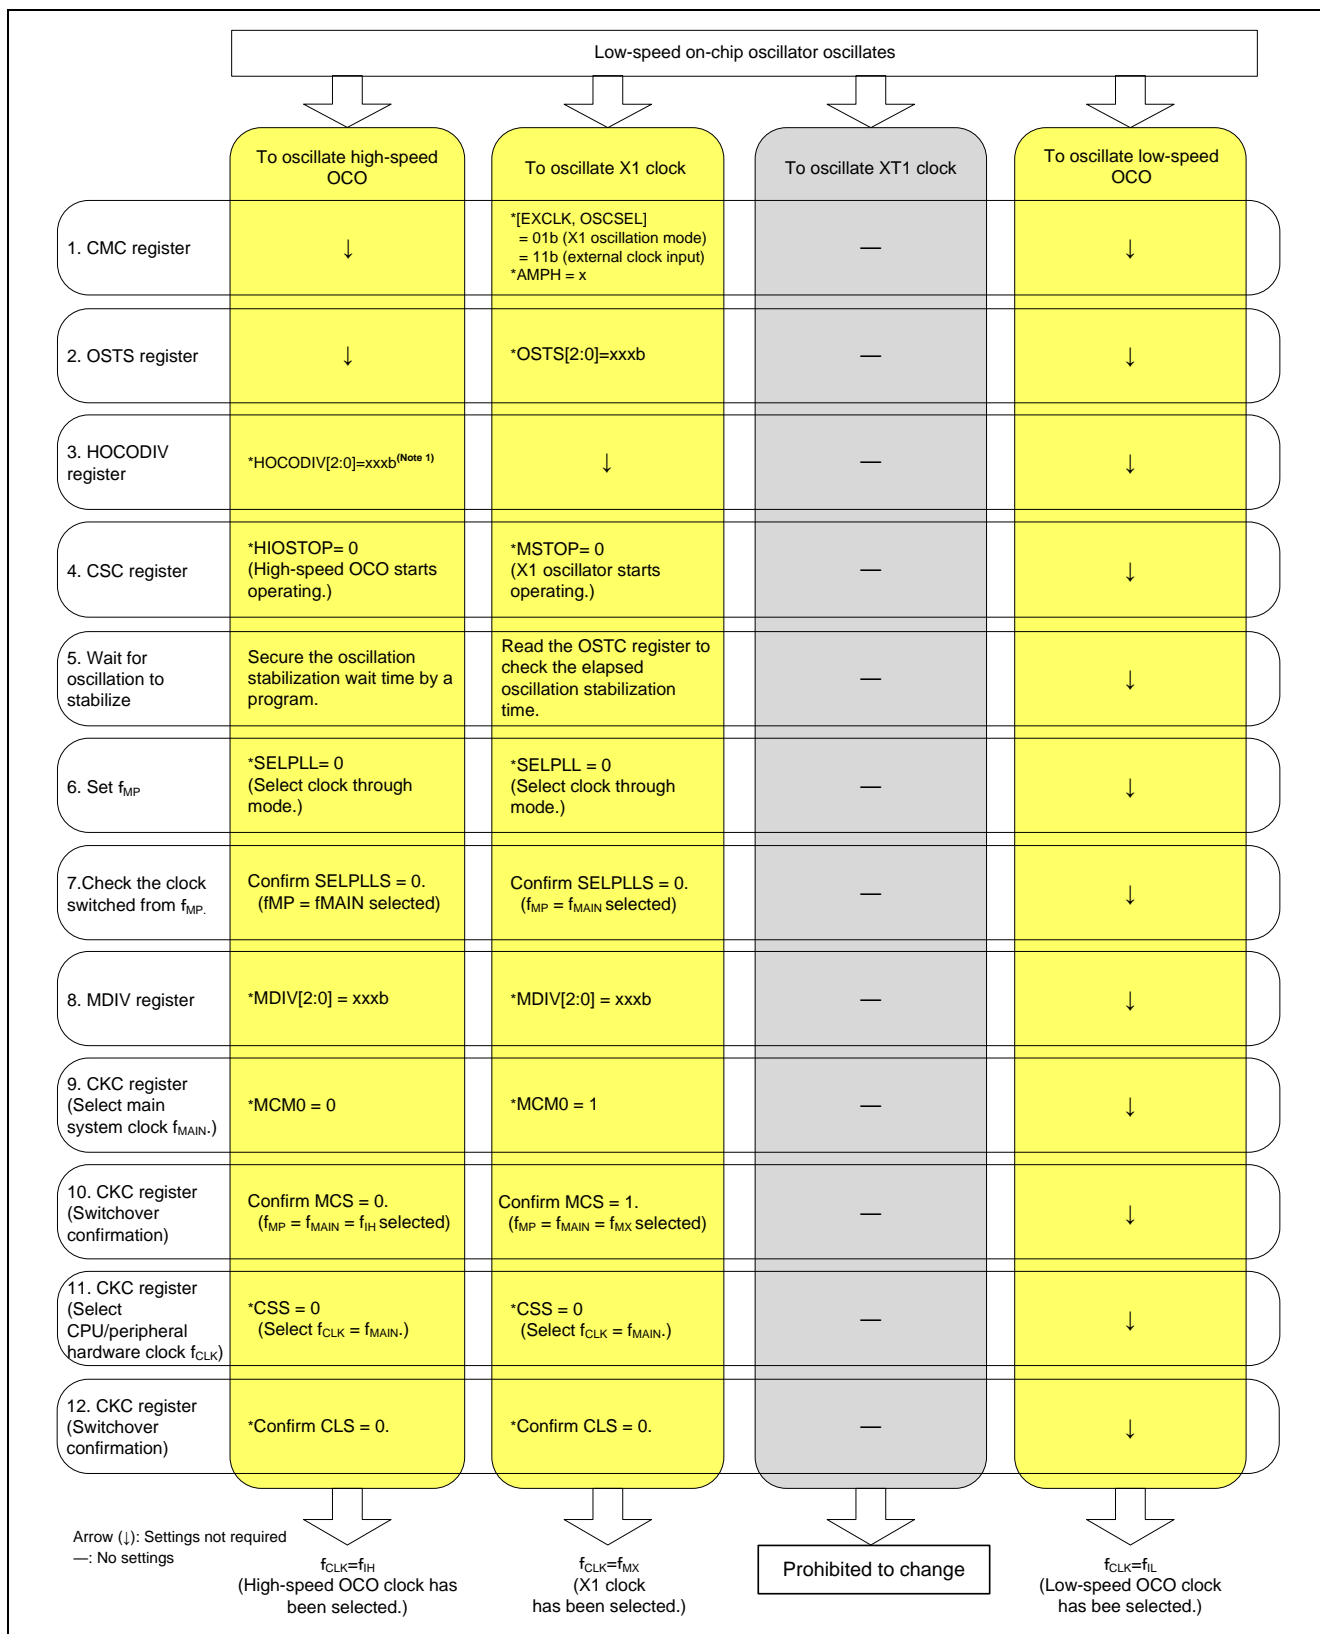 Low-speed on-chip oscillator oscillates
To oscillate high-speed
OCO
To oscillate X1 clock
To oscillate XT1 clock
To oscillate low-speed
OCO
1. CMC register
↓
*[EXCLK, OSCSEL]
= 01b (X1 oscillation mode)
= 11b (external clock input)
*AMPH = x
—
↓
2. OSTS register
↓
*OSTS[2:0]=xxxb
—
↓
3. HOCODIV
register
*HOCODIV[2:0]=xxxb(Note 1)
↓
—
↓
4. CSC register
*HIOSTOP= 0
(High-speed OCO starts
operating.)
*MSTOP= 0
(X1 oscillator starts
operating.)
—
↓
5. Wait for
oscillation to
stabilize
Secure the oscillation
stabilization wait time by a
program.
Read the OSTC register to
check the elapsed
oscillation stabilization
time.
—
↓
6. Set fMP
*SELPLL= 0
(Select clock through
mode.)
*SELPLL = 0
(Select clock through
mode.)
—
↓
7.Check the clock
switched from fMP.
Confirm SELPLLS = 0.
(fMP = fMAIN selected)
Confirm SELPLLS = 0.
(fMP = fMAIN selected)
—
↓
8. MDIV register
*MDIV[2:0] = xxxb
*MDIV[2:0] = xxxb
—
↓
9. CKC register
(Select main
system clock fMAIN.)
*MCM0 = 0
*MCM0 = 1
—
↓
10. CKC register
(Switchover
confirmation)
Confirm MCS = 0.
(fMP = fMAIN = fIH selected)
Confirm MCS = 1.
(fMP = fMAIN = fMX selected)
—
↓
11. CKC register
(Select
CPU/peripheral
hardware clock fCLK)
*CSS = 0
(Select fCLK = fMAIN.)
*CSS = 0
(Select fCLK = fMAIN.)
—
↓
12. CKC register
(Switchover
confirmation)
*Confirm CLS = 0.
*Confirm CLS = 0.
—
↓
Arrow (↓): Settings not required
—: No settings
fCLK=fIH
(High-speed OCO clock has
been selected.)
fCLK=fMX
(X1 clock
has been selected.)
Prohibited to change
fCLK=fIL
(Low-speed OCO clock
has bee selected.)